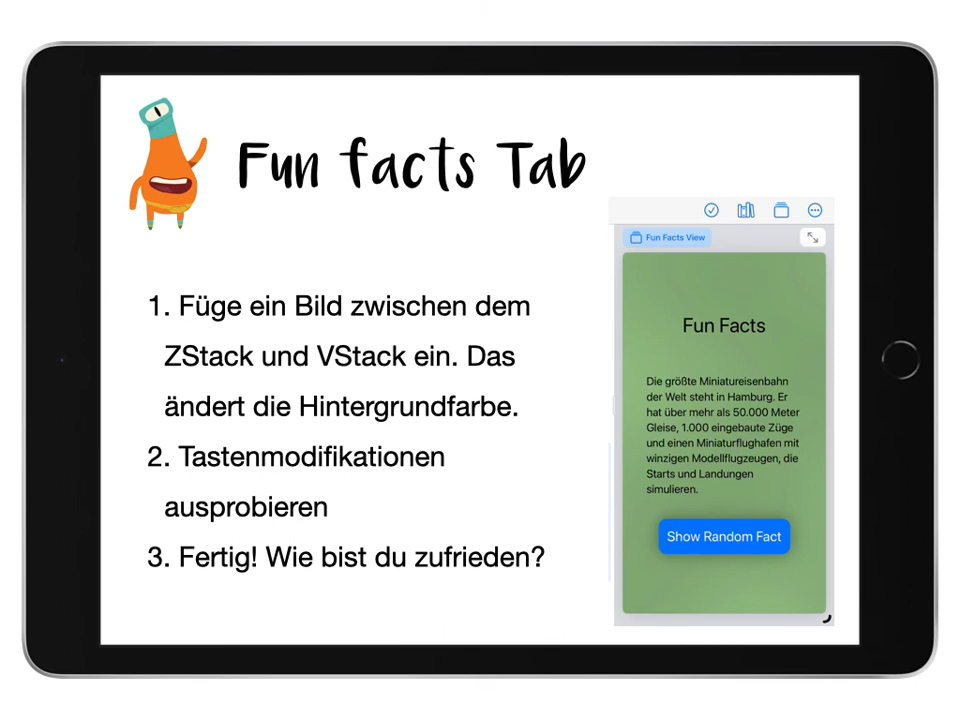 Fun facts Tab
1. Füge ein Bild zwischen dem
ZStack und VStack ein. Das
ändert die Hintergrundfarbe.
2. Tastenmodifikationen
ausprobieren
3. Fertig! Wie bist du zufrieden?
Fun Facts View
Fun Facts
Die größte Miniatureisenbahn
der Welt steht in Hamburg. Er
hat über mehr als 50.000 Meter
Gleise, 1.000 eingebaute Züge
und einen Miniaturflughafen mit
winzigen Modellflugzeugen, die
Starts und Landungen
simulieren.
Show Random Fact